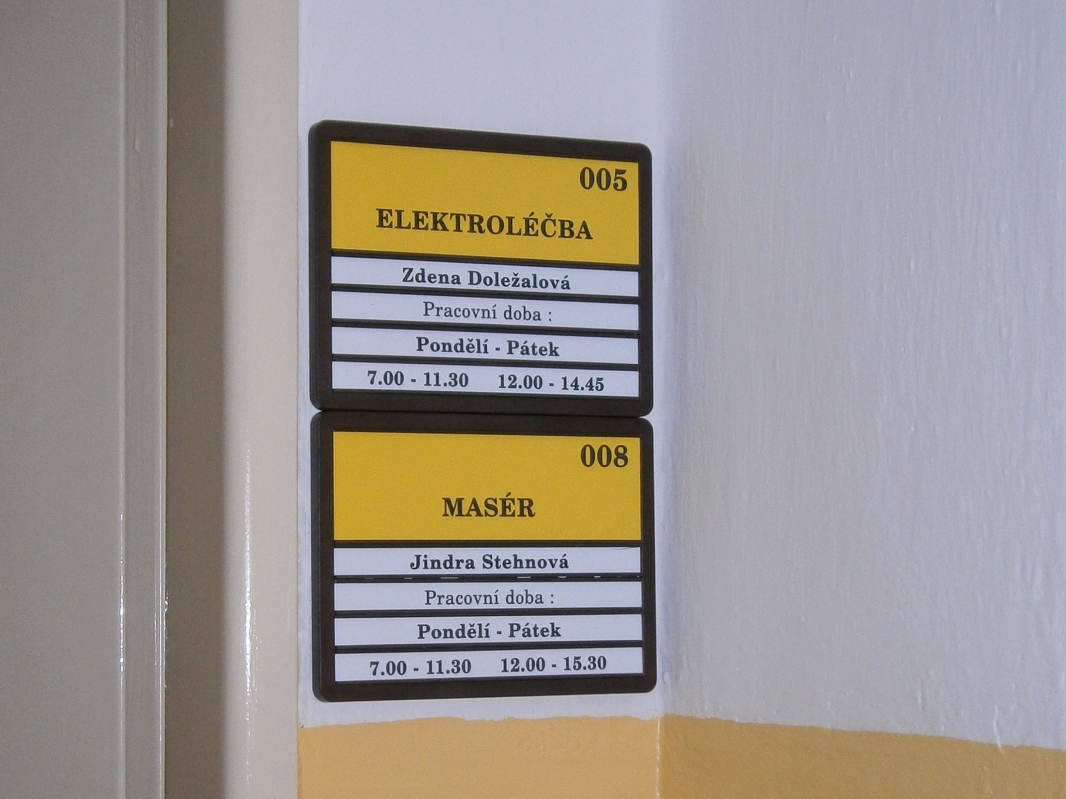 005
ELEKTROLÉČBA
Zdena Doležalová
Pracovní doba :
Pondělí - Pátek
7.00 - 11.30 12.00 - 14.45
008
MASÉR
Jindra Stehnová
Pracovní doba :
Pondělí - Pátek
7.00 - 11.30 12.00 - 15.30